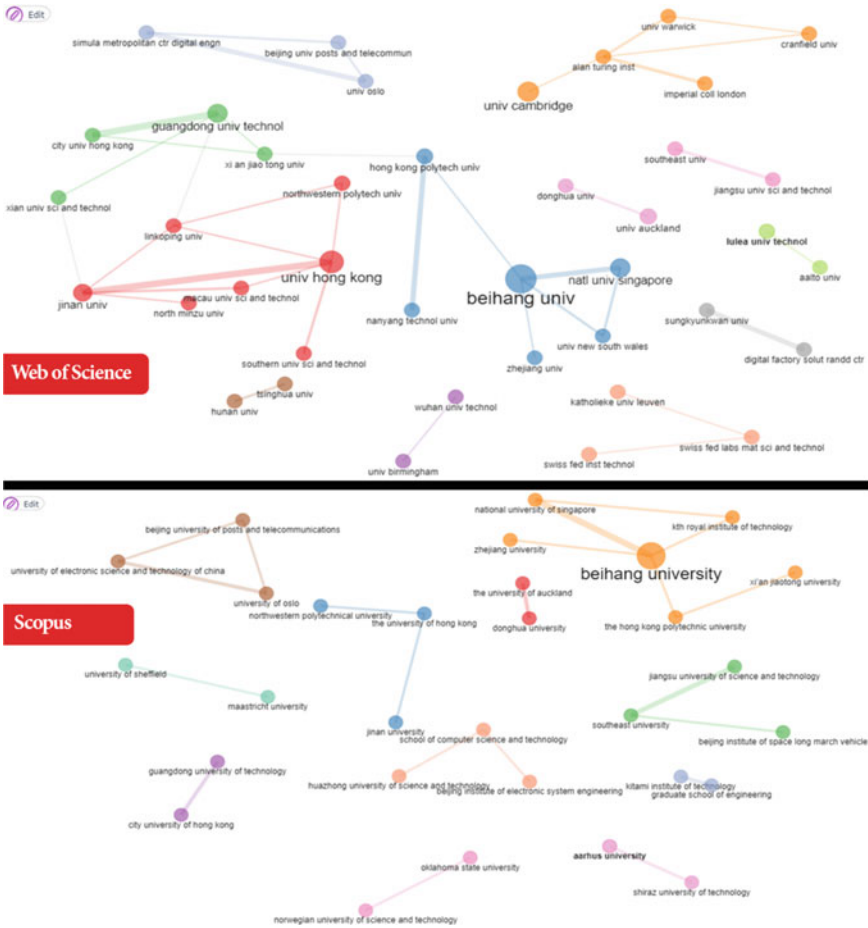 Edit
simula metropolitan ctr digital engn
beijing univ posts and telecommun
univ oslo
univ warwick
cranfield univ
alan turing inst
imperial coll london
univ cambridge
guangdong univ technol
city univ hong kong
xi an jiao tong univ
hong kong polytech univ
southeast univ
jiangsu univ sci and technol
northwestern polytech univ
donghua univ
univ auckland
xian univ sci and technol
linkoping univ
lulea univ technol
aalto univ
univ hong kong
beihang univ
natl univ singapore
jinan univ
macau univ sci and technol
north minzu univ
nanyang technol univ
sungkyunkwan univ
univ new south wales
digital factory solut randd ctr
southern univ sci and technol
zhejiang univ
Web of Science
tsinghua univ
hunan univ
wuhan univ technol
katholieke univ leuven
swiss fed labs mat sci and technol
univ birmingham
swiss fed inst technol
Edit
national university of singapore
beijing university of posts and telecommunications
kth royal institute of technology
zhejiang university
university of electronic science and technology of china
beihang university
xi'an jiaotong university
the university of auckland
university of oslo
northwestern polytechnical university
the university of hong kong
donghua university
the hong kong polytechnic university
Scopus
university of sheffield
jiangsu university of science and technology
maastricht university
southeast university
jinan university
school of computer science and technology
beijing institute of space long march vehicle
guangdong university of technology
huazhong university of science and technology
beijing institute of electronic system engineering
kitami institute of technology
graduate school of engineering
city university of hong kong
aarhus university
oklahoma state university
shiraz university of technology
norwegian university of science and technology